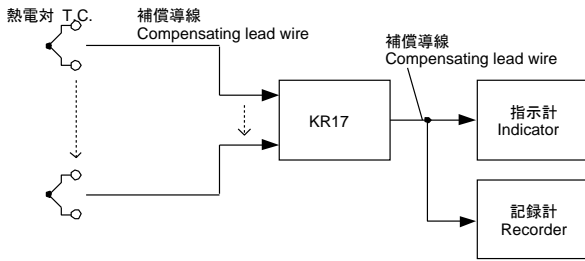 熱電対 T.C.
補償導線
Compensating lead wire
補償導線
Compensating lead wire
KR17
指示計
Indicator
記録計
Recorder